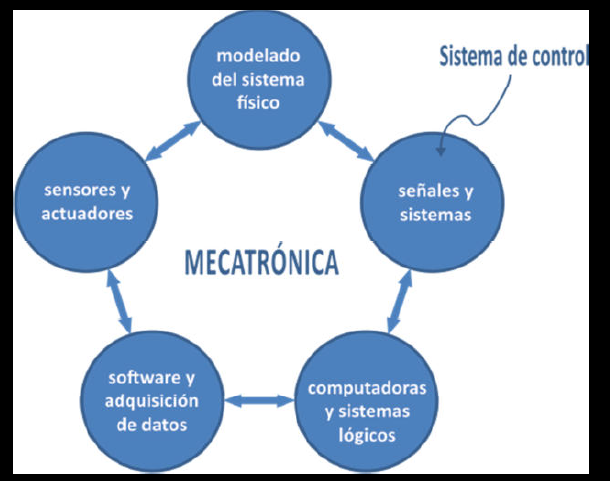 modelado
del sistema
físico
Sistema de control
sensores y
actuadores
señales y
sistemas
MECATRÓNICA
software y
adquisición
de datos
computadoras
y sistemas
lógicos